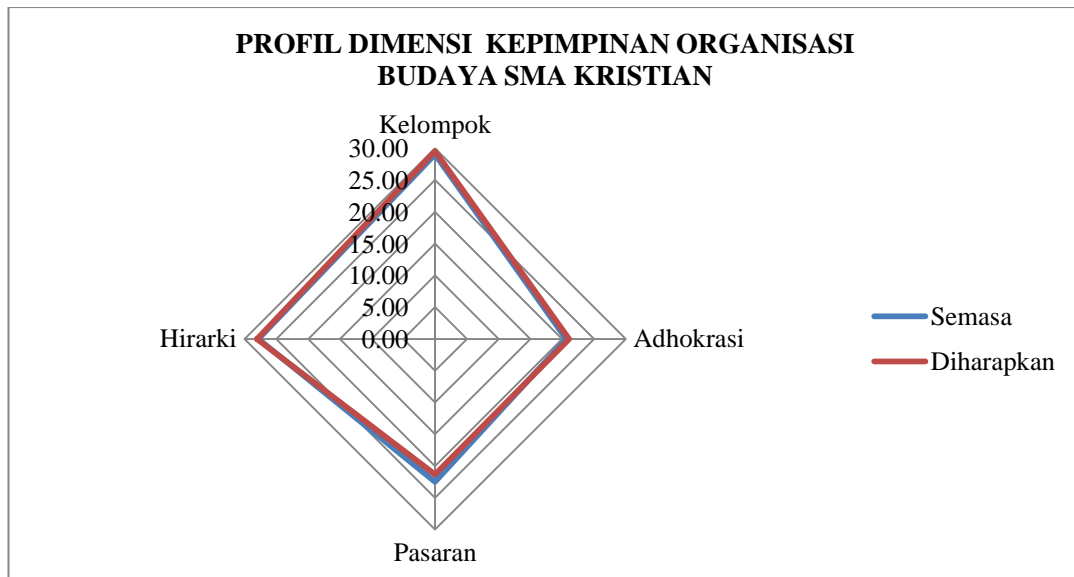 PROFIL DIMENSI KEPIMPINAN ORGANISASI
BUDAYA SMA KRISTIAN
Kelompok
30.00
25.00
20.00
15.00
10.00
5.00
0.00
Hirarki
Adhokrasi
Pasaran
Semasa
Diharapkan